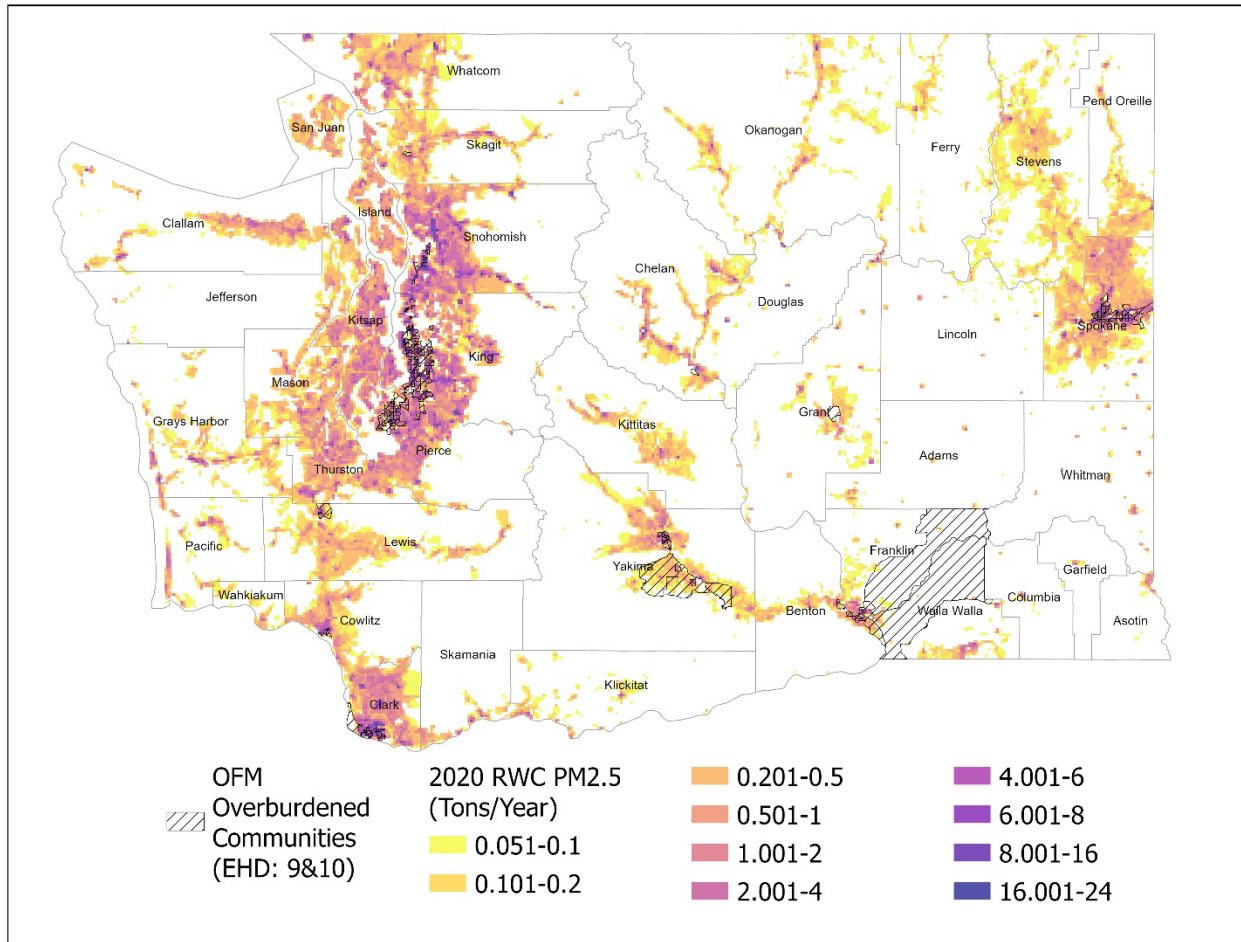 Whatcom
San Juan
Skagit
Okanogan
Ferry
Stevens
Pend Oreille
Clallam
Island
Snohomish
Jefferson
Kitsap
Chelan
Douglas
Lincoln
Spokane
King
Mason
Grays Harbor
Kittitas
Grant
Adams
Whitman
Pierce
Thurston
Pacific
Lewis
Yakima
Franklin
Garfield
Wahkiakum
Cowlitz
Benton
Walla Walla
Columbia
Asotin
Skamania
Klickitat
Clark
OFM
Overburdened
Communities
(EHD: 9&10)
2020 RWC PM2.5
(Tons/Year)
0.051-0.1
0.101-0.2
0.201-0.5
0.501-1
1.001-2
2.001-4
4.001-6
6.001-8
8.001-16
16.001-24